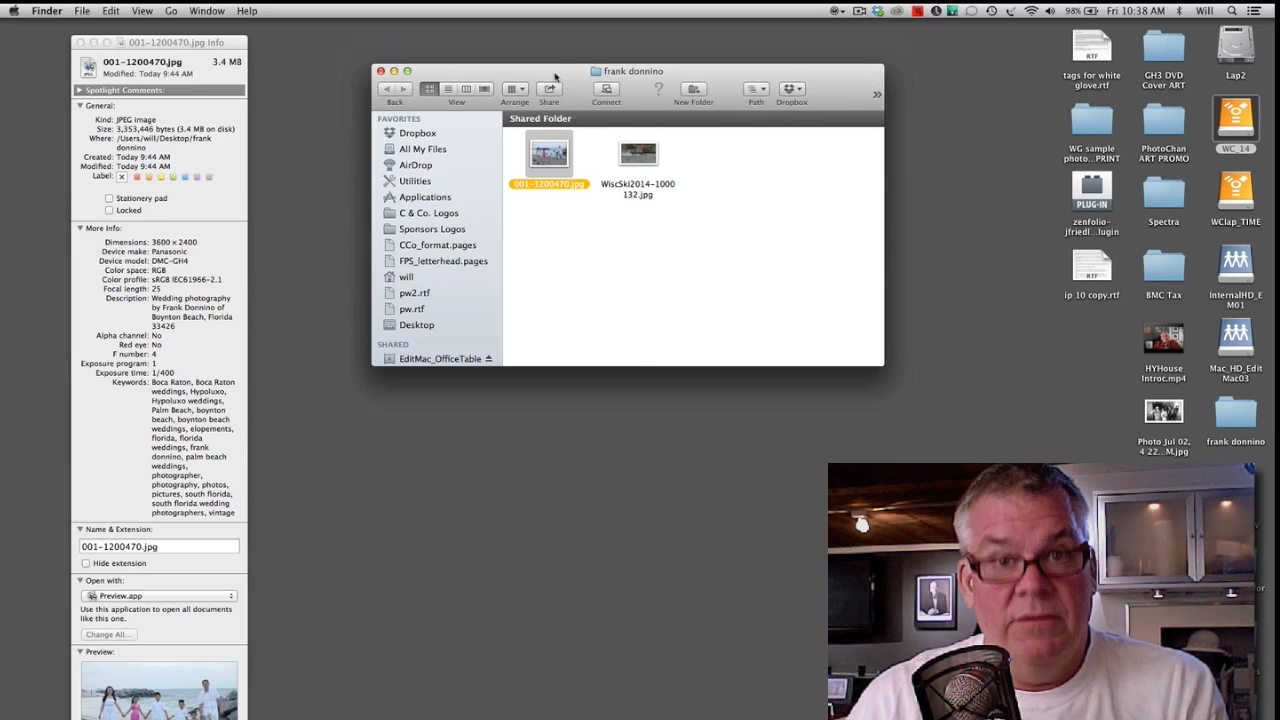 Finder File Edit View Go Window Help
98% Fri 10:38 AM Will
001-1200470.jpg Info
001-1200470.jpg 3.4 MB
Modified: Today 9:44 AM
Spotlight Comments:
General:
Kind: JPEG image
Size: 3,353,446 bytes (3.4 MB on disk)
Where: /Users/will/Desktop/frank
donnino
Created: Today 9:44 AM
Modified: Today 9:44 AM
Label:
Stationery pad
Locked
More Info:
Dimensions: 3600 × 2400
Device make: Panasonic
Device model: DMC-GH4
Color space: RGB
Color profile: sRGB IEC61966-2.1
Focal length: 25
Description: Wedding photography
by Frank Donnino of
Boynton Beach, Florida
33426
Alpha channel: No
Red eye: No
F number: 4
Exposure program: 1
Exposure time: 1/400
Keywords: Boca Raton, Boca Raton
weddings, Hypoluxo,
Hypoluxo weddings,
Palm Beach, boynton
beach, boynton beach
weddings, elopements,
florida, florida
weddings, frank
donnino, palm beach
weddings,
photographer,
photography, photos,
pictures, south florida,
south florida wedding
photographers, vintage
Name & Extension:
001-1200470.jpg
Hide extension
Open with:
Preview.app
Use this application to open all documents
like this one.
Change All...
Preview:
frank donnino
Back View Arrange Share Connect New Folder Path Dropbox
FAVORITES
Dropbox
All My Files
AirDrop
Utilities
Applications
C & Co. Logos
Sponsors Logos
CCo_format.pages
FPS_letterhead.pages
will
pw2.rtf
pw.rtf
Desktop
SHARED
EditMac_OfficeTable
Shared Folder
001-1200470.jpg
WiscSki2014-1000
132.jpg
RTF
tags for white
glove.rtf
GH3 DVD
Cover ART
Lap2
WG sample
photo...PRINT
PhotoChan
ART PROMO
WC_14
PLUG-IN
zenfolio-
jfriedl...lugin
Spectra
WClap_TIME
RTF
ip 10 copy.rtf
BMC Tax
InternalHD_E
M01
HYHouse
Introc.mp4
Mac_HD_Edit
Mac03
Photo Jul 02,
4 22...M.jpg
frank donnino